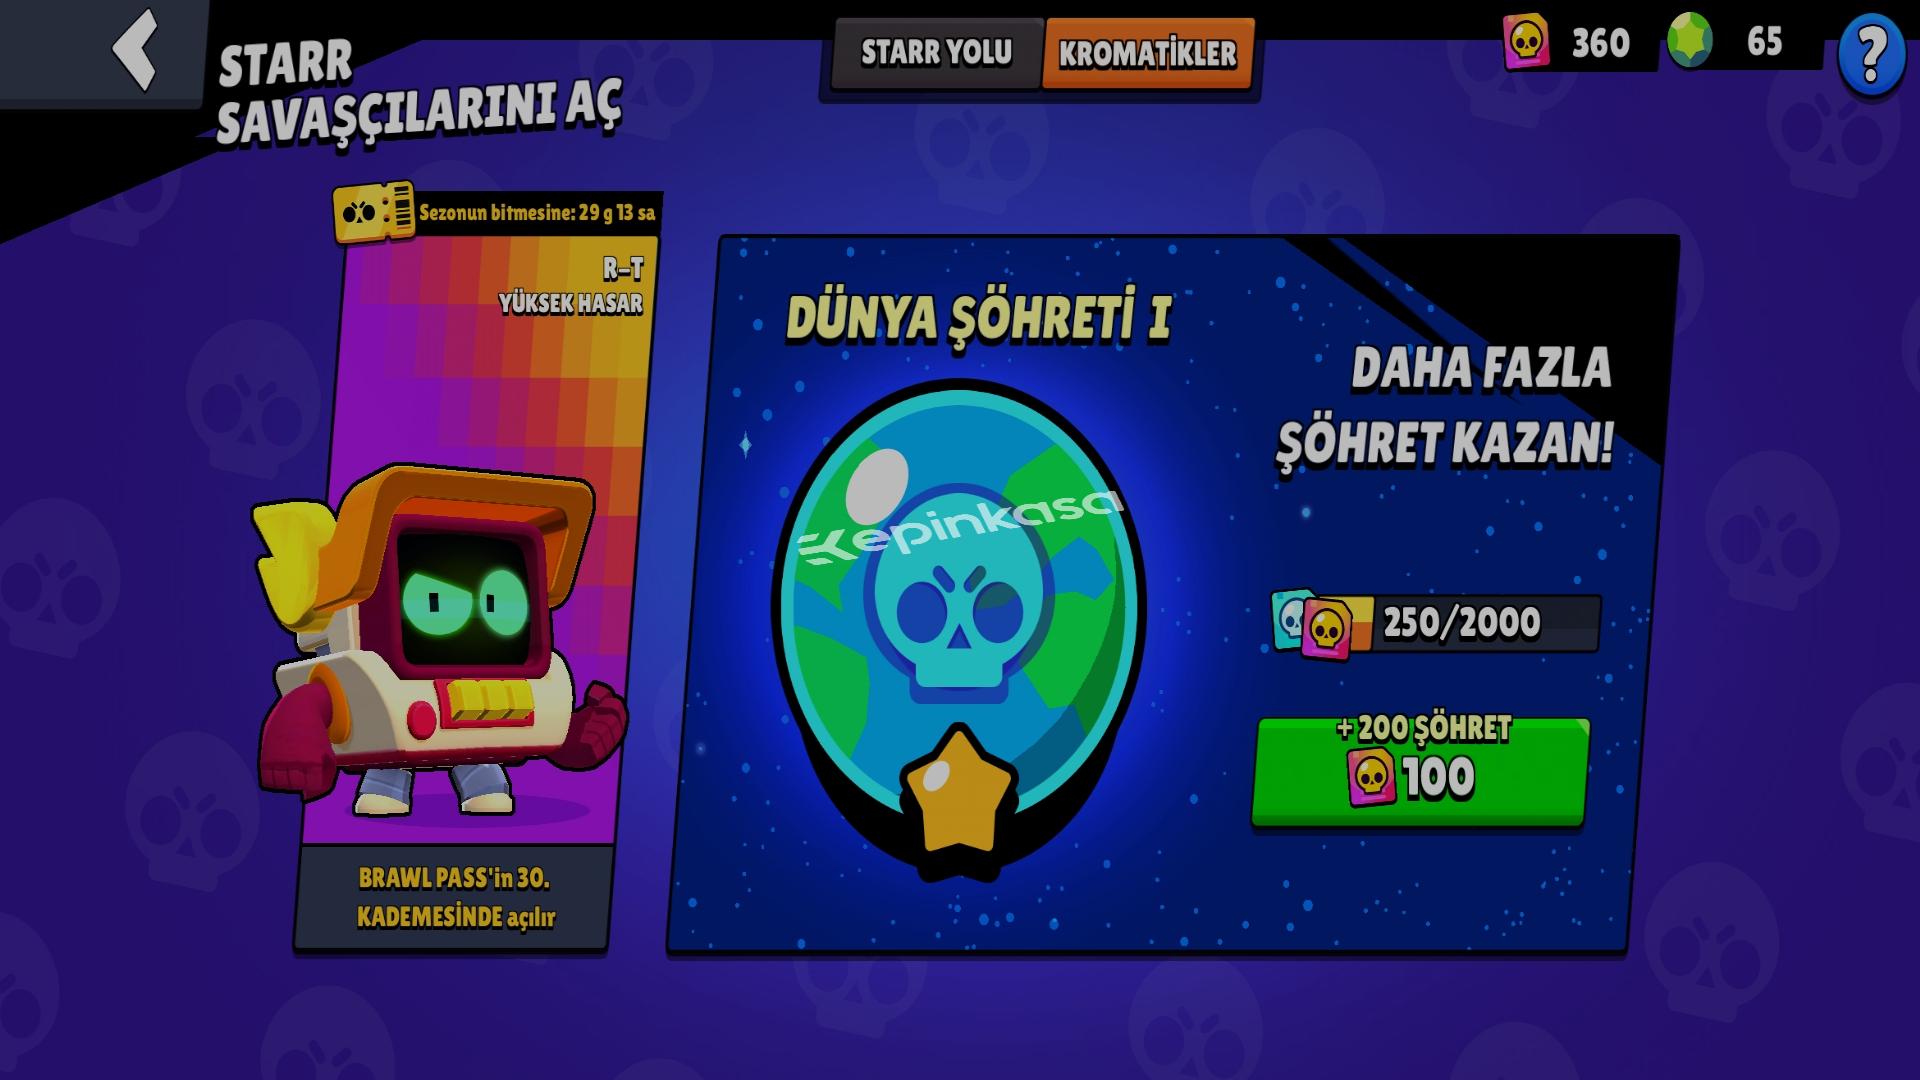 STARR
SAVAŞÇILARINI AÇ
STARR YOLU
KROMATİKLER
360
65
?
Sezonun bitmesine: 29 g 13 sa
R-T
YÜKSEK HASAR
BRAWL PASS'in 30.
KADEMESİNDE açılır
DÜNYA ŞÖHRETİ I
epinkasa
DAHA FAZLA
ŞÖHRET KAZAN!
250/2000
+200 ŞÖHRET
100